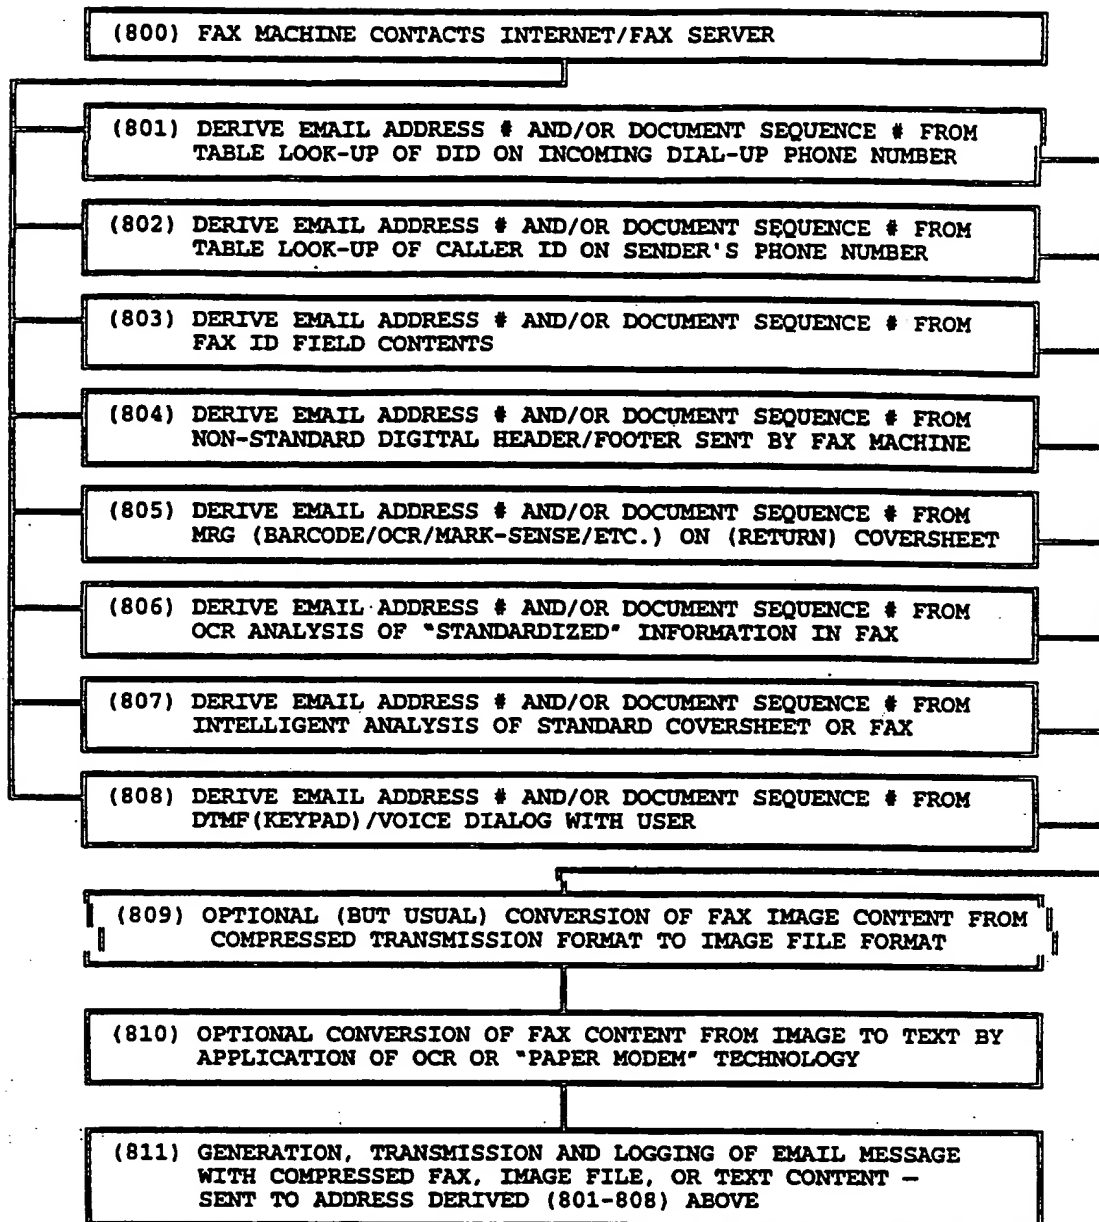 (800) FAX MACHINE CONTACTS INTERNET/FAX SERVER
(801) DERIVE EMAIL ADDRESS # AND/OR DOCUMENT SEQUENCE # FROM
TABLE LOOK-UP OF DID ON INCOMING DIAL-UP PHONE NUMBER
(802) DERIVE EMAIL ADDRESS # AND/OR DOCUMENT SEQUENCE # FROM
TABLE LOOK-UP OF CALLER ID ON SENDER'S PHONE NUMBER
(803) DERIVE EMAIL ADDRESS # AND/OR DOCUMENT SEQUENCE # FROM
FAX ID FIELD CONTENTS
(804) DERIVE EMAIL ADDRESS # AND/OR DOCUMENT SEQUENCE # FROM
NON-STANDARD DIGITAL HEADER/FOOTER SENT BY FAX MACHINE
(805) DERIVE EMAIL ADDRESS # AND/OR DOCUMENT SEQUENCE # FROM
MRG (BARCODE/OCR/MARK-SENSE/ETC.) ON (RETURN) COVERSHEET
(806) DERIVE EMAIL ADDRESS # AND/OR DOCUMENT SEQUENCE # FROM
OCR ANALYSIS OF "STANDARDIZED" INFORMATION IN FAX
(807) DERIVE EMAIL ADDRESS # AND/OR DOCUMENT SEQUENCE # FROM
INTELLIGENT ANALYSIS OF STANDARD COVERSHEET OR FAX
(808) DERIVE EMAIL ADDRESS # AND/OR DOCUMENT SEQUENCE # FROM
DTMF(KEYPAD)/VOICE DIALOG WITH USER
(809) OPTIONAL (BUT USUAL) CONVERSION OF FAX IMAGE CONTENT FROM
COMPRESSED TRANSMISSION FORMAT TO IMAGE FILE FORMAT
(810) OPTIONAL CONVERSION OF FAX CONTENT FROM IMAGE TO TEXT BY
APPLICATION OF OCR OR "PAPER MODEM" TECHNOLOGY
(811) GENERATION, TRANSMISSION AND LOGGING OF EMAIL MESSAGE
WITH COMPRESSED FAX, IMAGE FILE, OR TEXT CONTENT —
SENT TO ADDRESS DERIVED (801-808) ABOVE